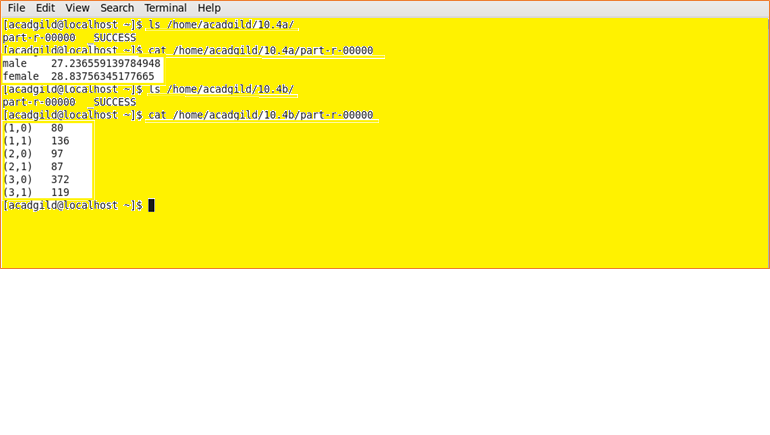 File Edit View Search Terminal Help
[acadgild@localhost ~]$ ls /home/acadgild/10.4a/
part-r-00000 _SUCCESS
[acadgild@localhost ~]$ cat /home/acadgild/10.4a/part-r-00000
male 27.236559139784948
female 28.83756345177665
[acadgild@localhost ~]$ ls /home/acadgild/10.4b/
part-r-00000 _SUCCESS
[acadgild@localhost ~]$ cat /home/acadgild/10.4b/part-r-00000
(1,0) 80
(1,1) 136
(2,0) 97
(2,1) 87
(3,0) 372
(3,1) 119
[acadgild@localhost ~]$